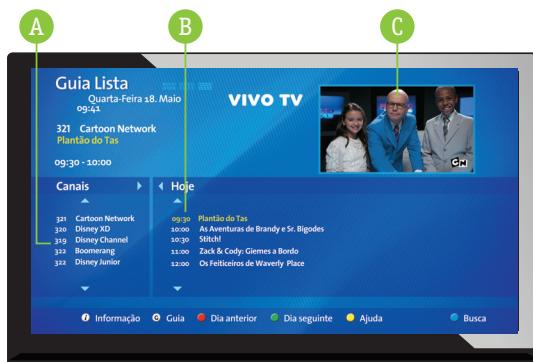 A B C
Guia Lista
Quarta-Feira 18. Maio
09:41
VIVO TV
321 Cartoon Network
Plantão do Tas
09:30 - 10:00
CN
Canais
321 Cartoon Network
320 Disney XD
319 Disney Channel
322 Boomerang
322 Disney Junior
Hoje
09:30 Plantão do Tas
10:00 As Aventuras de Brandy e Sr. Bigodes
10:30 Stitch!
11:00 Zack & Cody: Giemes a Bordo
12:00 Os Feiticeiros de Waverly Place
i Informação G Guia Dia anterior Dia seguinte Ajuda Busca